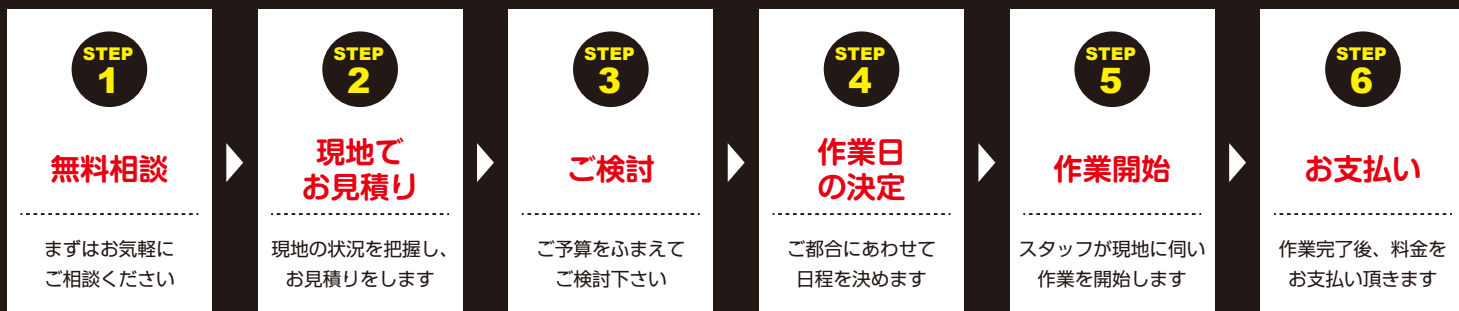 STEP
1
無料相談
まずはお気軽に
ご相談ください
STEP
2
現地で
お見積り
現地の状況を把握し、
お見積りをします
STEP
3
ご検討
ご予算をふまえて
ご検討下さい
STEP
4
作業日
の決定
ご都合にあわせて
日程を決めます
STEP
5
作業開始
スタッフが現地に伺い
作業を開始します
STEP
6
お支払い
作業完了後、料金を
お支払い頂きます